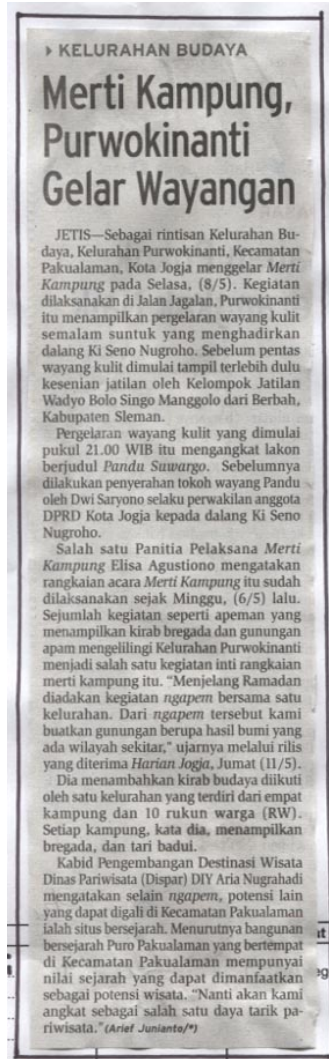 KELURAHAN BUDAYA
Merti Kampung,
Purwokinanti
Gelar Wayangan
JETIS—Sebagai rintisan Kelurahan Bu-
daya, Kelurahan Purwokinanti, Kecamatan
Pakualaman, Kota Jogja menggelar Merti
Kampung pada Selasa, (8/5). Kegiatan
dilaksanakan di Jalan Jagalan, Purwokinanti
itu menampilkan pergelaran wayang kulit
semalam suntuk yang menghadirkan
dalang Ki Seno Nugroho. Sebelum pentas
wayang kulit dimulai tampil terlebih dulu
kesenian jatilan oleh Kelompok Jatilan
Wadyo Bolo Singo Manggolo dari Berbah,
Kabupaten Sleman.
Pergelaran wayang kulit yang dimulai
pukul 21.00 WIB itu mengangkat lakon
berjudul Pandu Suwargo. Sebelumnya
dilakukan penyerahan tokoh wayang Pandu
oleh Dwi Saryono selaku perwakilan anggota
DPRD Kota Jogja kepada dalang Ki Seno
Nugroho.
Salah satu Panitia Pelaksana Merti
Kampung Elisa Agustiono mengatakan
rangkaian acara Merti Kampung itu sudah
dilaksanakan sejak Minggu, (6/5) lalu.
Sejumlah kegiatan seperti apeman yang
menampilkan kirab bregada dan gunungan
apam mengelilingi Kelurahan Purwokinanti
menjadi salah satu kegiatan inti rangkaian
merti kampung itu. “Menjelang Ramadan
diadakan kegiatan ngapem bersama satu
kelurahan. Dari ngapem tersebut kami
buatkan gunungan berupa hasil bumi yang
ada wilayah sekitar,” ujarnya melalui rilis
yang diterima Harian Jogja, Jumat (11/5).
Dia menambahkan kirab budaya diikuti
oleh satu kelurahan yang terdiri dari empat
kampung dan 10 rukun warga (RW).
Setiap kampung, kata dia, menampilkan
bregada, dan tari badui.
Kabid Pengembangan Destinasi Wisata
Dinas Pariwisata (Dispar) DIY Aria Nugrahadi
mengatakan selain ngapem, potensi lain
yang dapat digali di Kecamatan Pakualaman
ialah situs bersejarah. Menurutnya bangunan
bersejarah Puro Pakualaman yang bertempat
di Kecamatan Pakualaman mempunyai
nilai sejarah yang dapat dimanfaatkan
sebagai potensi wisata. “Nanti akan kami
angkat sebagai salah satu daya tarik pa-
riwisata.” (Arief Junianto/*)